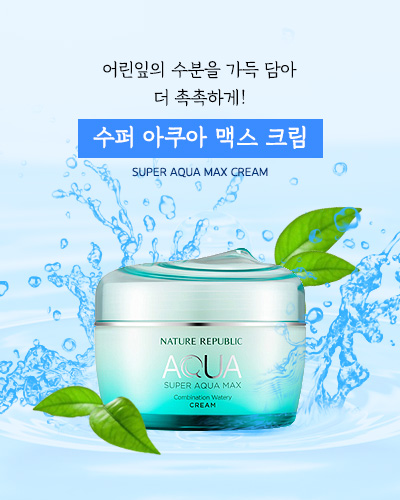 어린잎의 수분을 가득 담아
더 촉촉하게!
수퍼 아쿠아 맥스 크림
SUPER AQUA MAX CREAM
NATURE REPUBLIC
AQUA
SUPER AQUA MAX
Combination Watery
CREAM